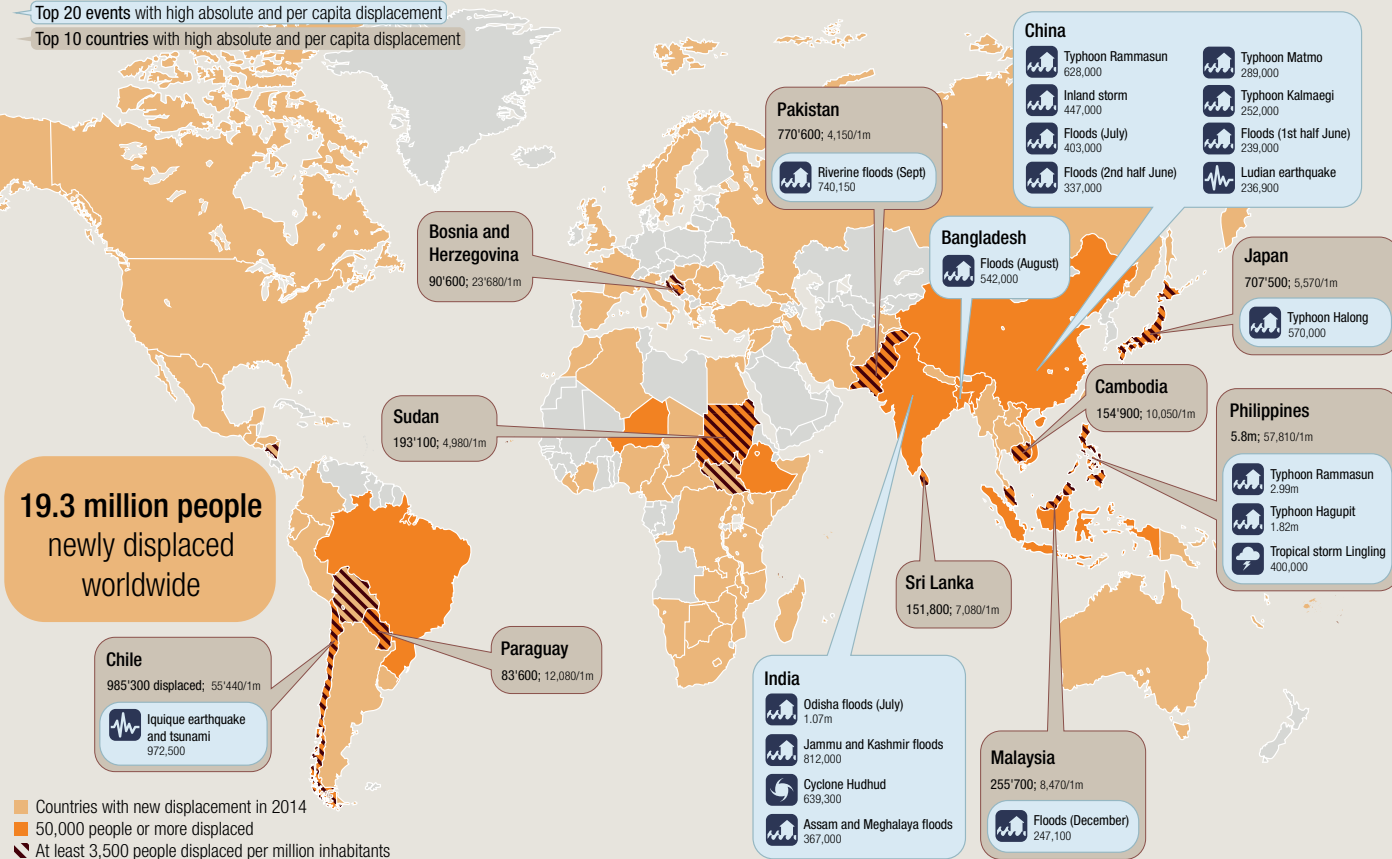 Top 20 events with high absolute and per capita displacement
Top 10 countries with high absolute and per capita displacement
China
Typhoon Rammasun
628,000
Inland storm
447,000
Floods (July)
403,000
Floods (2nd half June)
337,000
Typhoon Matmo
289,000
Typhoon Kalmaegi
252,000
Floods (1st half June)
239,000
Ludian earthquake
236,900
Pakistan
770'600; 4,150/1m
Riverine floods (Sept)
740,150
Bosnia and
Herzegovina
90'600; 23'680/1m
Bangladesh
Floods (August)
542,000
Japan
707'500; 5,570/1m
Typhoon Halong
570,000
Sudan
193'100; 4,980/1m
Cambodia
154'900; 10,050/1m
Philippines
5.8m; 57,810/1m
Typhoon Rammasun
2.99m
Typhoon Hagupit
1.82m
Tropical storm Lingling
400,000
19.3 million people
newly displaced
worldwide
Sri Lanka
151,800; 7,080/1m
Chile
985'300 displaced; 55'440/1m
Iquique earthquake
and tsunami
972,500
Paraguay
83'600; 12,080/1m
India
Odisha floods (July)
1.07m
Jammu and Kashmir floods
812,000
Cyclone Hudhud
639,300
Assam and Meghalaya floods
367,000
Malaysia
255'700; 8,470/1m
Floods (December)
247,100
Countries with new displacement in 2014
50,000 people or more displaced
At least 3,500 people displaced per million inhabitants